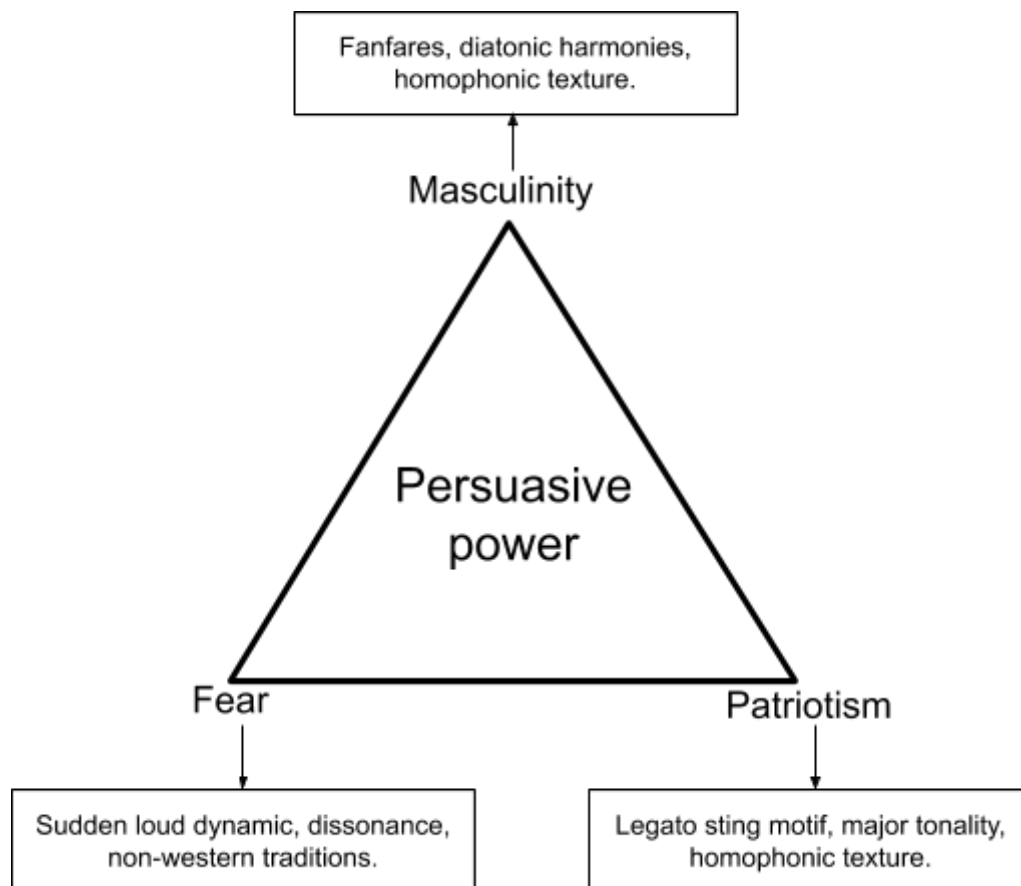 Fanfares, diatonic harmonies,
homophonic texture.
Masculinity
Persuasive
power
Fear
Patriotism
Sudden loud dynamic, dissonance,
non-western traditions.
Legato sting motif, major tonality,
homophonic texture.